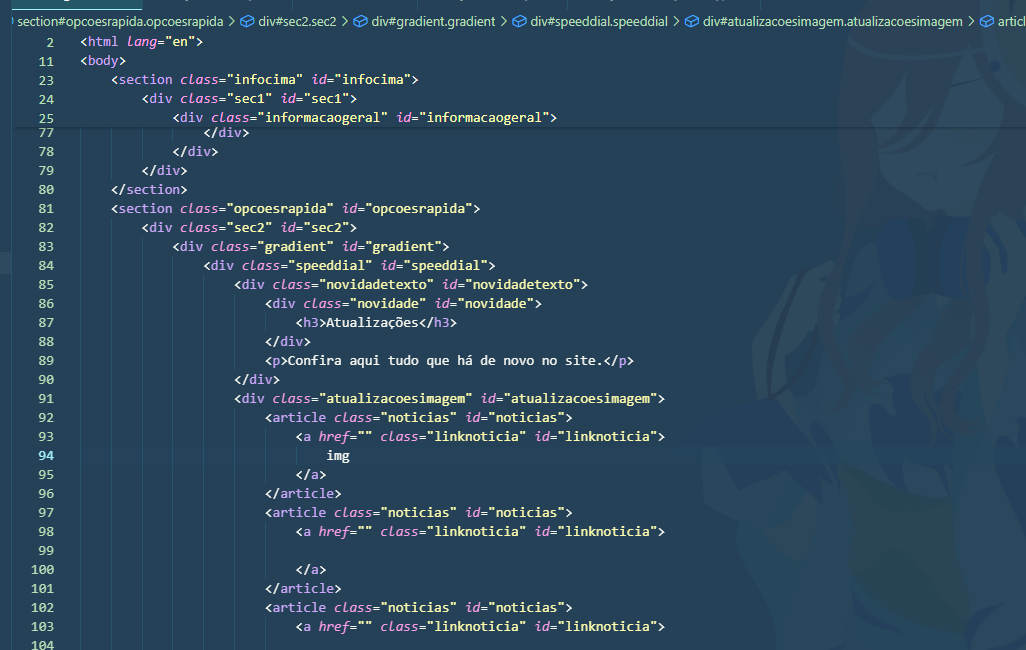 section#opcoesrapida.opcoesrapida > div#sec2.sec2 > div#gradient.gradient > div#speeddial.speeddial > div#atualizacoesimagem.atualizacoesimagem > articl
2 <html lang="en">
11 <body>
23 <section class="infocima" id="infocima">
24 <div class="sec1" id="sec1">
25 <div class="informacaogeral" id="informacaogeral">
77 </div>
78 </div>
79 </div>
80 </section>
81 <section class="opcoesrapida" id="opcoesrapida">
82 <div class="sec2" id="sec2">
83 <div class="gradient" id="gradient">
84 <div class="speeddial" id="speeddial">
85 <div class="novidadetexto" id="novidadetexto">
86 <div class="novidade" id="novidade">
87 <h3>Atualizações</h3>
88 </div>
89 <p>Confira aqui tudo que há de novo no site.</p>
90 </div>
91 <div class="atualizacoesimagem" id="atualizacoesimagem">
92 <article class="noticias" id="noticias">
93 <a href="" class="linknoticia" id="linknoticia">
94 img
95 </a>
96 </article>
97 <article class="noticias" id="noticias">
98 <a href="" class="linknoticia" id="linknoticia">
99
100 </a>
101 </article>
102 <article class="noticias" id="noticias">
103 <a href="" class="linknoticia" id="linknoticia">
104